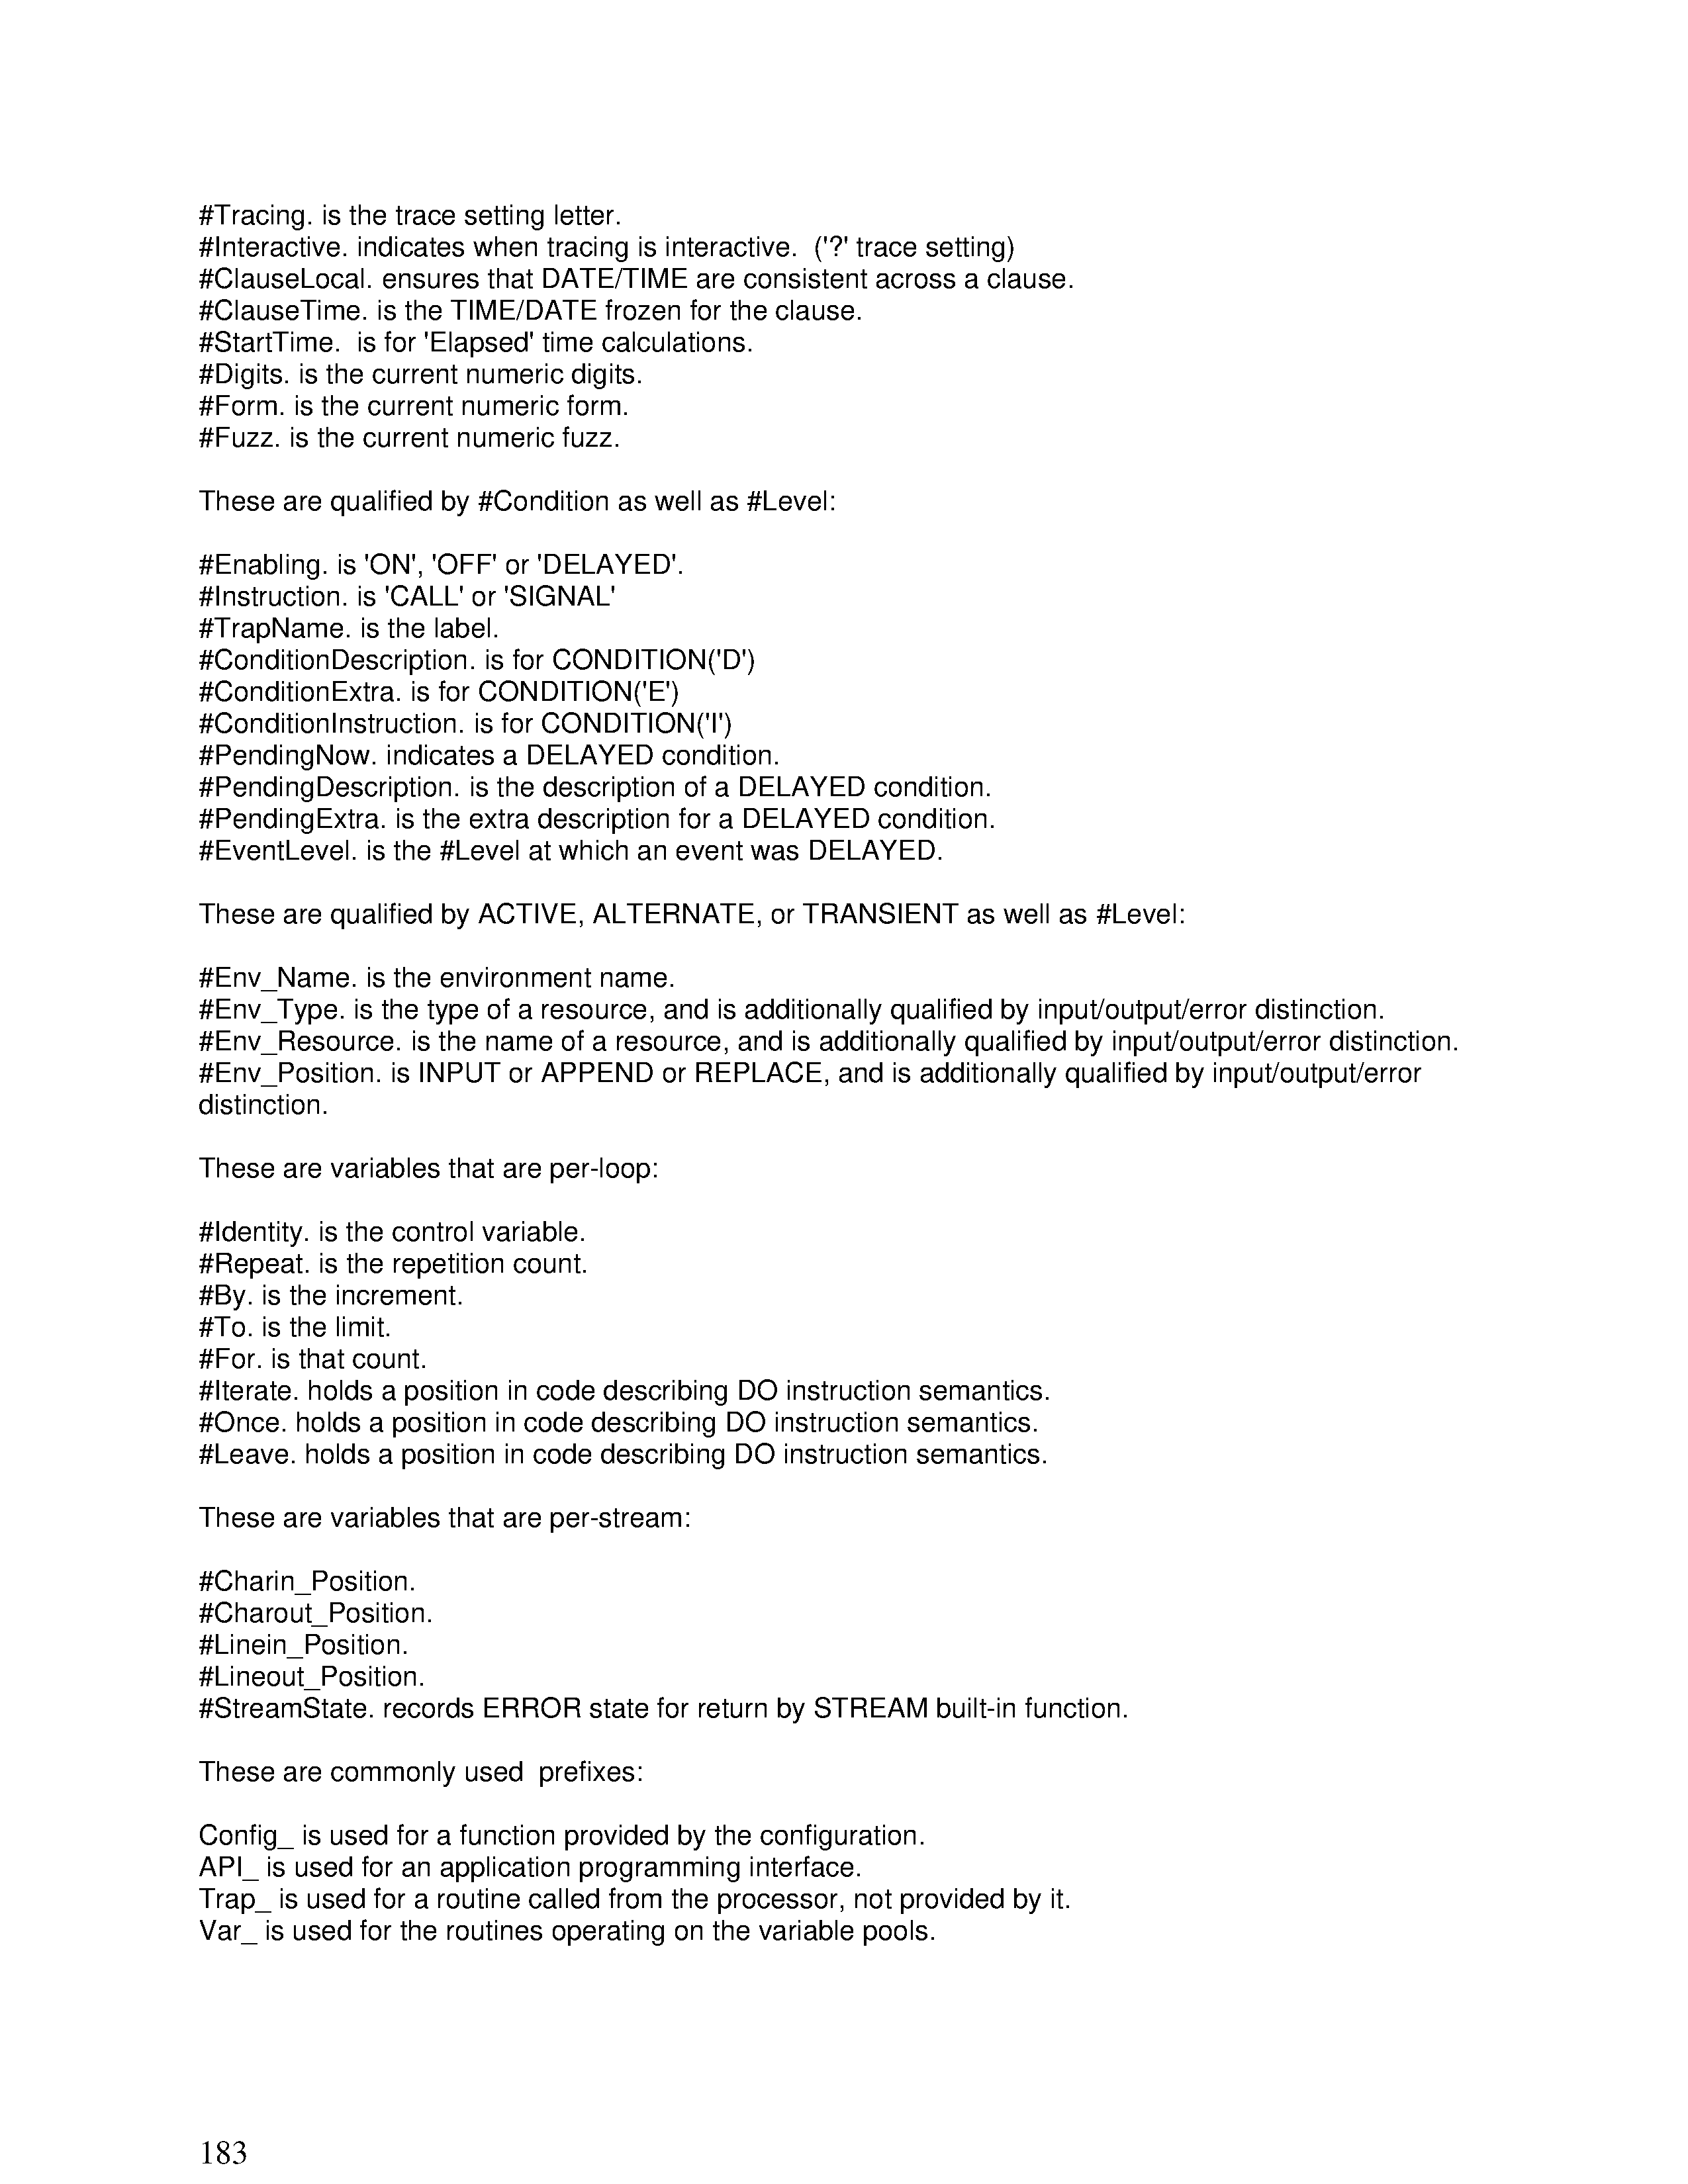 #Tracing. is the trace setting letter.
#Interactive. indicates when tracing is interactive.  ('?' trace setting)
#ClauseLocal. ensures that DATE/TIME are consistent across a clause.
#ClauseTime. is the TIME/DATE frozen for the clause.
#StartTime.  is for 'Elapsed' time calculations.
#Digits. is the current numeric digits.
#Form. is the current numeric form.
#Fuzz. is the current numeric fuzz.
These are qualified by #Condition as well as #Level:
#Enabling. is 'ON', 'OFF' or 'DELAYED'.
#Instruction. is 'CALL' or 'SIGNAL'
#TrapName. is the label.
#ConditionDescription. is for CONDITION('D')
#ConditionExtra. is for CONDITION('E')
#ConditionInstruction. is for CONDITION('I')
#PendingNow. indicates a DELAYED condition.
#PendingDescription. is the description of a DELAYED condition.
#PendingExtra. is the extra description for a DELAYED condition.
#EventLevel. is the #Level at which an event was DELAYED.
These are qualified by ACTIVE, ALTERNATE, or TRANSIENT as well as #Level:
#Env_Name. is the environment name.
#Env_Type. is the type of a resource, and is additionally qualified by input/output/error distinction.
#Env_Resource. is the name of a resource, and is additionally qualified by input/output/error distinction.
#Env_Position. is INPUT or APPEND or REPLACE, and is additionally qualified by input/output/error
distinction.
These are variables that are per-loop:
#Identity. is the control variable.
#Repeat. is the repetition count.
#By. is the increment.
#To. is the limit.
#For. is that count.
#Iterate. holds a position in code describing DO instruction semantics.
#Once. holds a position in code describing DO instruction semantics.
#Leave. holds a position in code describing DO instruction semantics.
These are variables that are per-stream:
#Charin_Position.
#Charout_Position.
#Linein_Position.
#Lineout_Position.
#StreamState. records ERROR state for return by STREAM built-in function.
These are commonly used  prefixes:
Config_ is used for a function provided by the configuration.
API_ is used for an application programming interface.
Trap_ is used for a routine called from the processor, not provided by it.
Var_ is used for the routines operating on the variable pools.
183